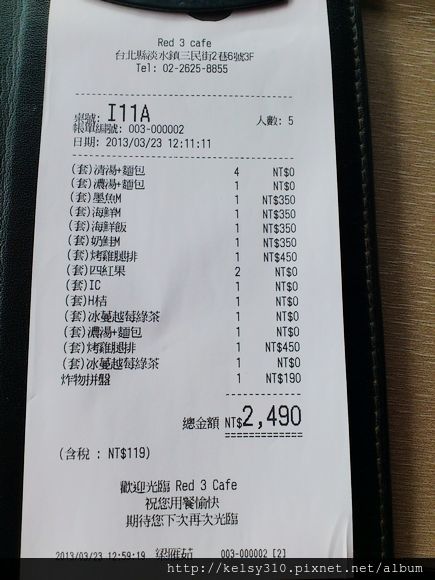 Red 3 cafe
台北縣淡水鎮三民街2巷6號3F
Tel: 02-2625-8855
桌號: I11A 人數: 5
帳單編號: 003-000002
日期: 2013/03/23 12:11:11
(套)清湯+麵包 4 NT$0
(套)濃湯+麵包 1 NT$0
(套)墨魚M 1 NT$350
(套)海鮮M 1 NT$350
(套)海鮮飯 1 NT$350
(套)奶鮭M 1 NT$350
(套)烤雞腿排 1 NT$450
(套)四紅果 2 NT$0
(套)IC 1 NT$0
(套)H桔 1 NT$0
(套)冰蔓越莓綠茶 1 NT$0
(套)濃湯+麵包 1 NT$0
(套)烤雞腿排 1 NT$450
(套)冰蔓越莓綠茶 1 NT$0
炸物拼盤 1 NT$190
總金額 NT$2,490
(含稅 : NT$119)
歡迎光臨 Red 3 Cafe
祝您用餐愉快
期待您下次再次光臨
2013/03/23 12:59:19 梁雁茹 003-000002 [2]
http://kelsy310.pixnet.net/album